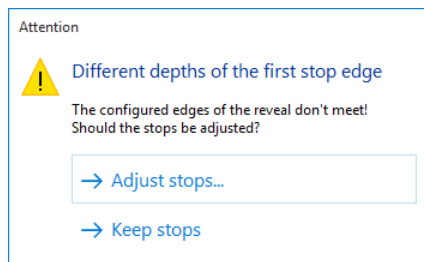 Attention
Different depths of the first stop edge
The configured edges of the reveal don't meet!
Should the stops be adjusted?
Adjust stops...
Keep stops